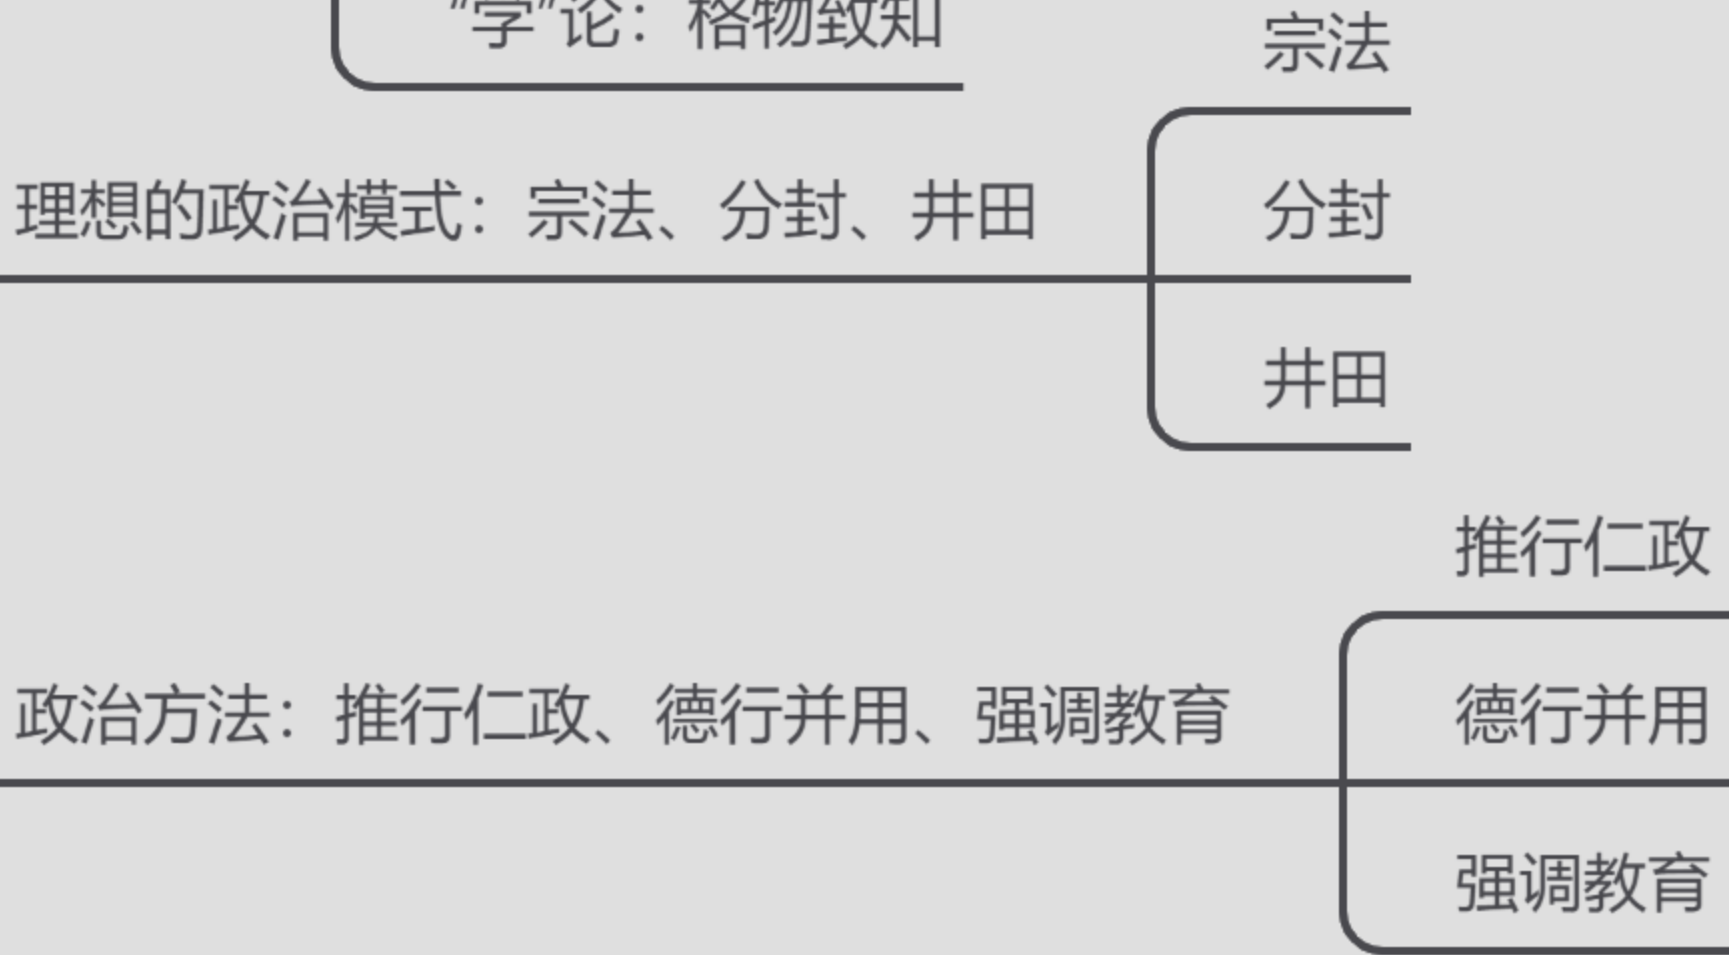 “学”论：格物致知
宗法
理想的政治模式：宗法、分封、井田
分封
井田
推行仁政
政治方法：推行仁政、德行并用、强调教育
德行并用
强调教育